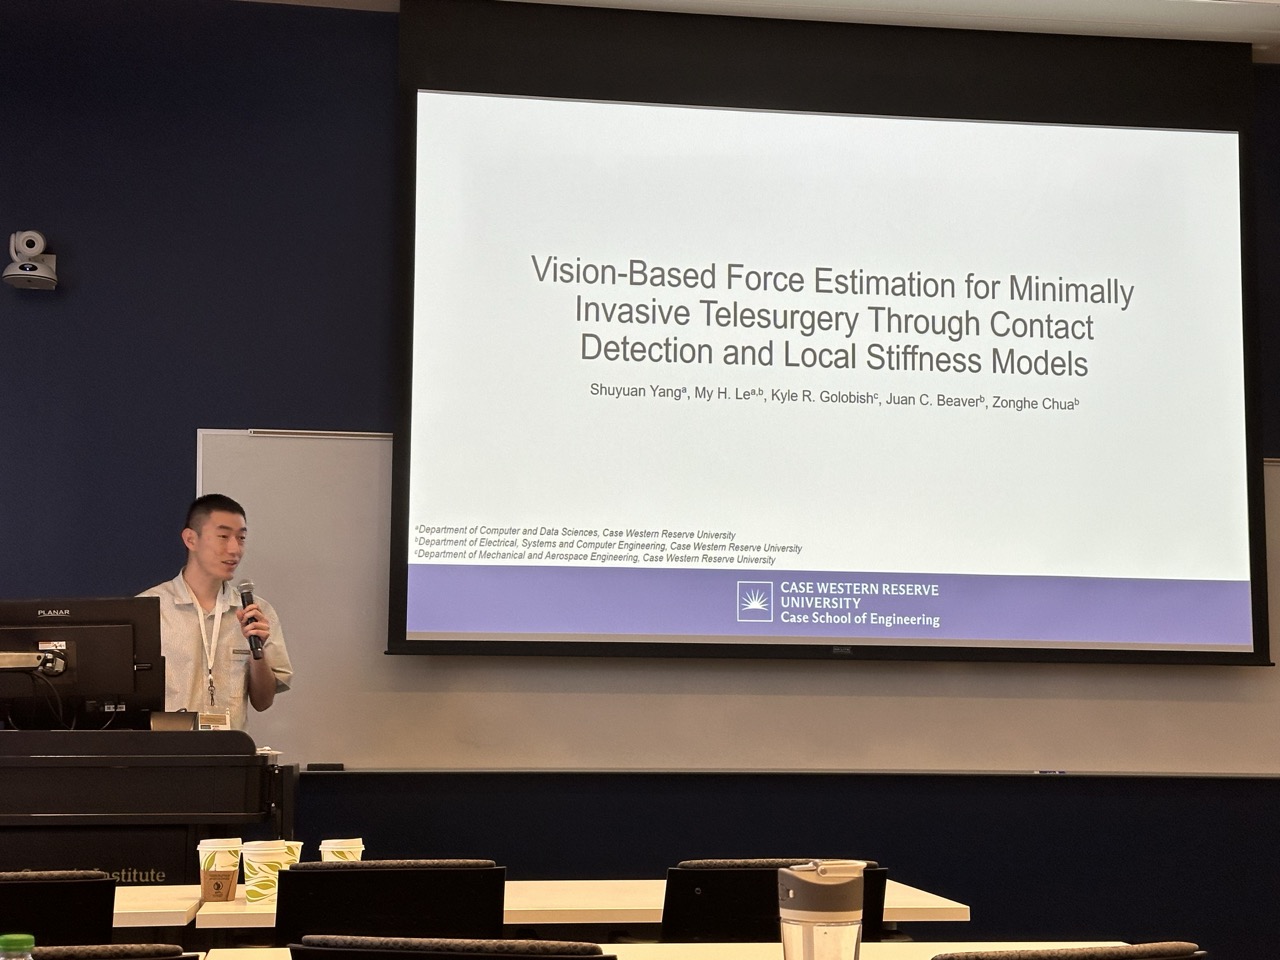 Vision-Based Force Estimation for Minimally
Invasive Telesurgery Through Contact
Detection and Local Stiffness Models
Shuyuan Yangᵃ, My H. Leᵃ,ᵇ, Kyle R. Golobishᶜ, Juan C. Beaverᵇ, Zonghe Chuaᵇ
ᵃDepartment of Computer and Data Sciences, Case Western Reserve University
ᵇDepartment of Electrical, Systems and Computer Engineering, Case Western Reserve University
ᶜDepartment of Mechanical and Aerospace Engineering, Case Western Reserve University
CASE WESTERN RESERVE
UNIVERSITY
Case School of Engineering
PLANAR